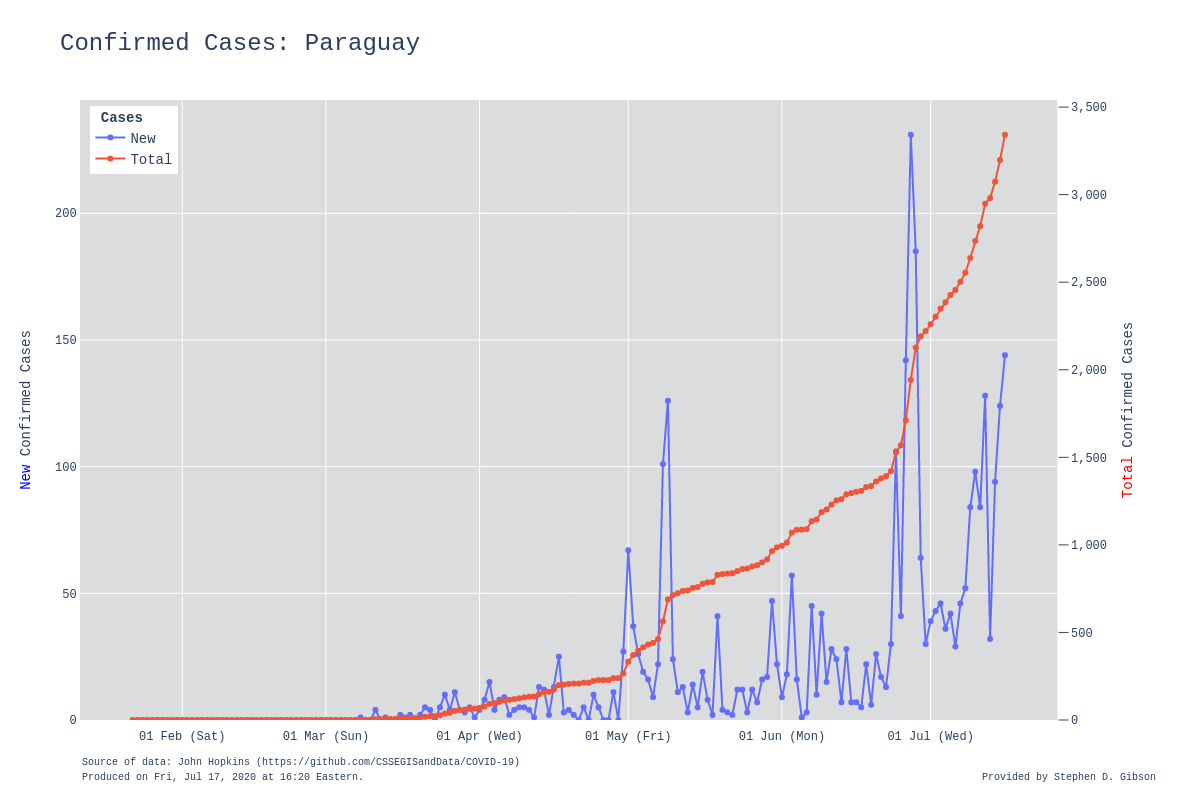 Confirmed Cases: Paraguay
Cases
New
Total
3,500
3,000
2,500
2,000
1,500
1,000
500
0
200
150
100
50
0
New Confirmed Cases
Total Confirmed Cases
01 Feb (Sat)
01 Mar (Sun)
01 Apr (Wed)
01 May (Fri)
01 Jun (Mon)
01 Jul (Wed)
Source of data: John Hopkins (https://github.com/CSSEGISandData/COVID-19)
Produced on Fri, Jul 17, 2020 at 16:20 Eastern.
Provided by Stephen D. Gibson